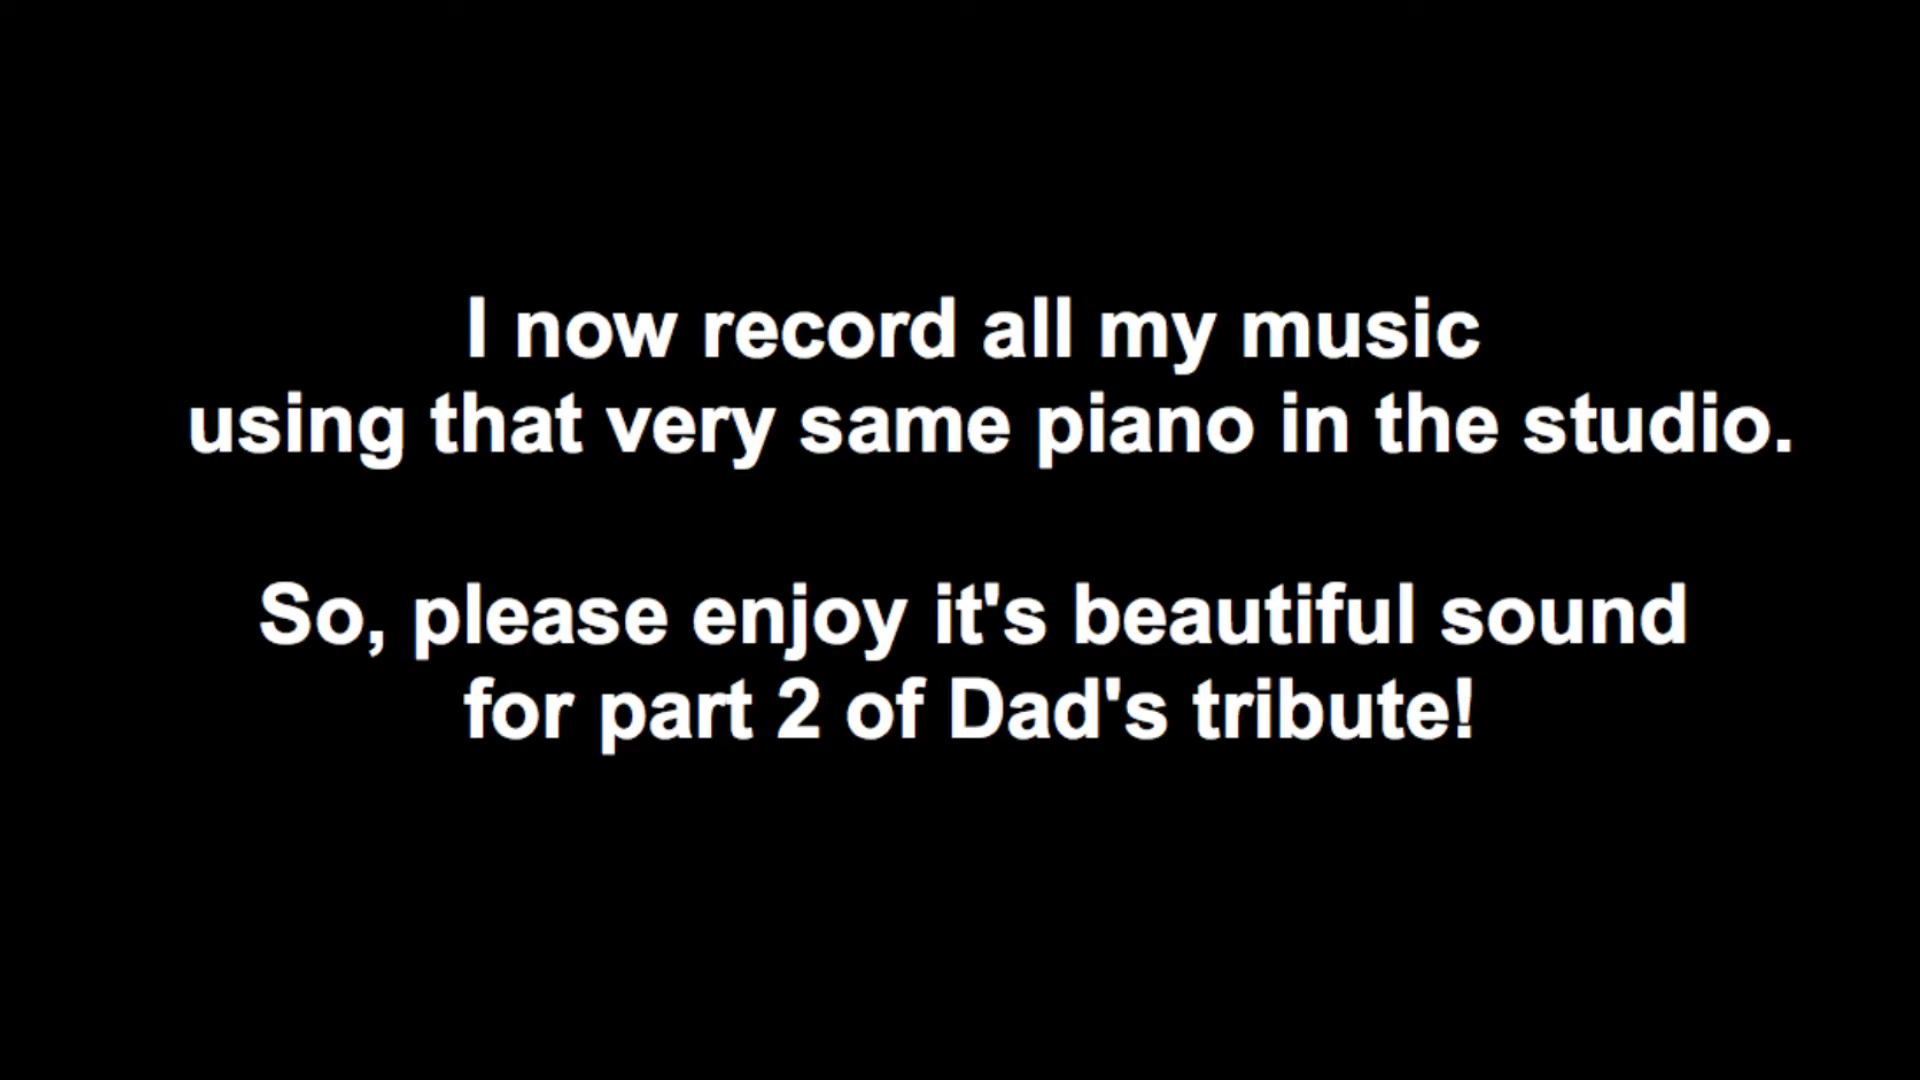 I now record all my music
using that very same piano in the studio.
So, please enjoy it's beautiful sound
for part 2 of Dad's tribute!